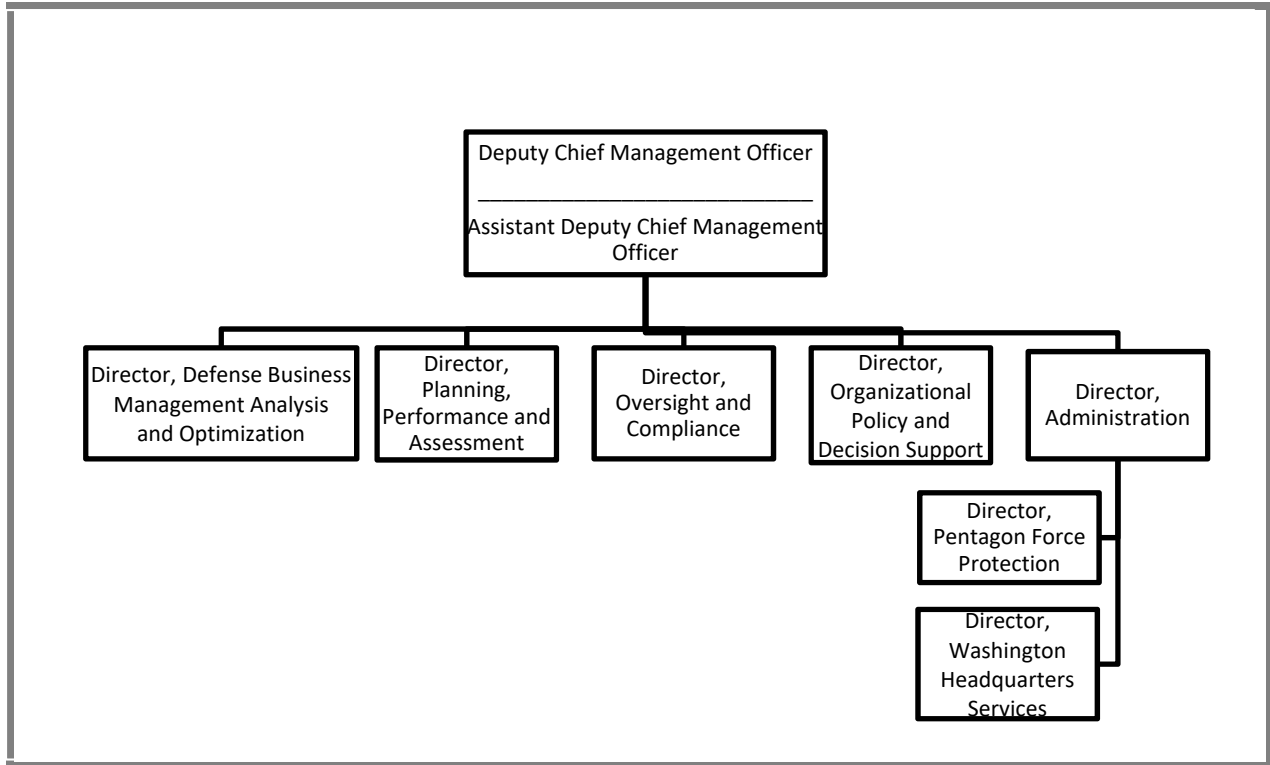 Deputy Chief Management Officer
____________________________
Assistant Deputy Chief Management
Officer
Director, Defense Business
Management Analysis
and Optimization
Director,
Planning,
Performance and
Assessment
Director,
Oversight and
Compliance
Director,
Organizational
Policy and
Decision Support
Director,
Administration
Director,
Pentagon Force
Protection
Director,
Washington
Headquarters
Services